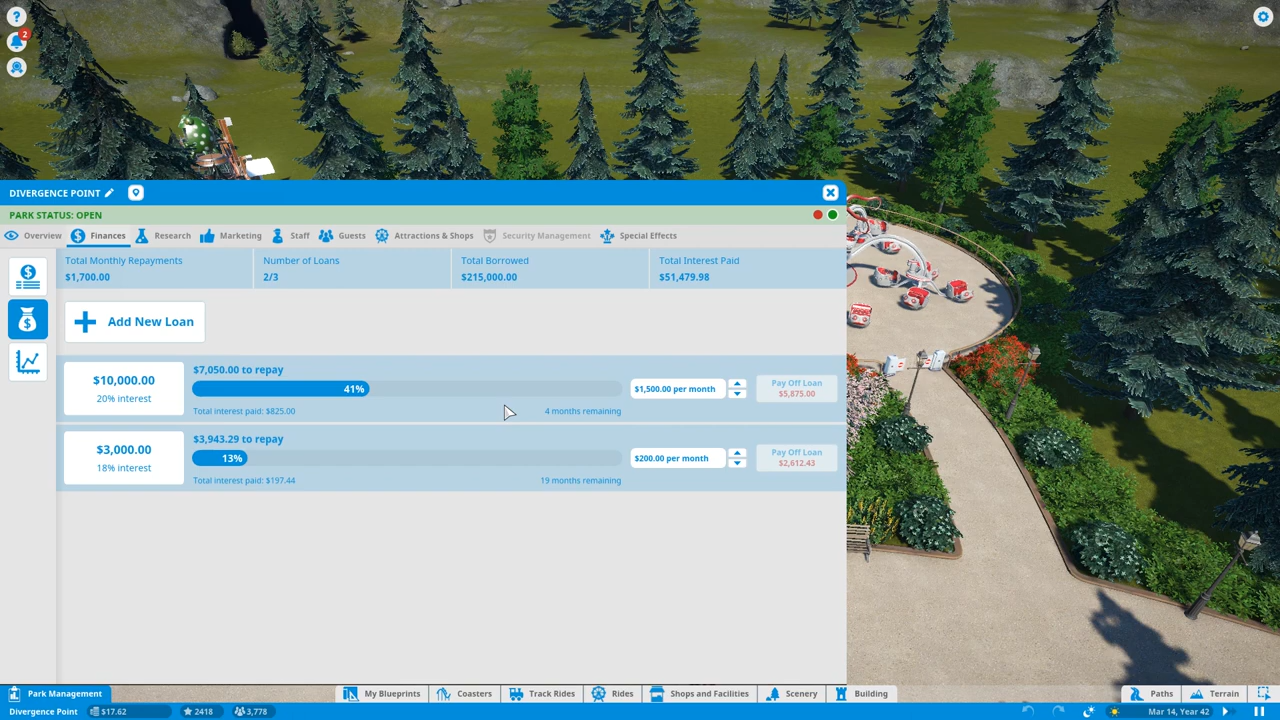 ?
2
DIVERGENCE POINT
PARK STATUS: OPEN
Overview
Finances
Research
Marketing
Staff
Guests
Attractions & Shops
Security Management
Special Effects
Total Monthly Repayments
$1,700.00
Number of Loans
2/3
Total Borrowed
$215,000.00
Total Interest Paid
$51,479.98
Add New Loan
$10,000.00
20% interest
$7,050.00 to repay
41%
Total interest paid: $825.00
4 months remaining
$1,500.00 per month
Pay Off Loan
$5,875.00
$3,000.00
18% interest
$3,943.29 to repay
13%
Total interest paid: $197.44
19 months remaining
$200.00 per month
Pay Off Loan
$2,612.43
Park Management
My Blueprints
Coasters
Track Rides
Rides
Shops and Facilities
Scenery
Building
Paths
Terrain
Divergence Point
$17.62
2418
3,778
Mar 14, Year 42